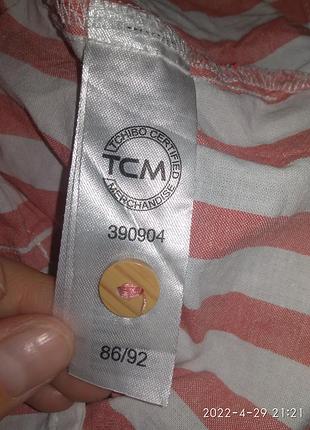 TCHIBO CERTIFIED
TCM
MERCHANDISE
390904
86/92
2022-4-29 21:21